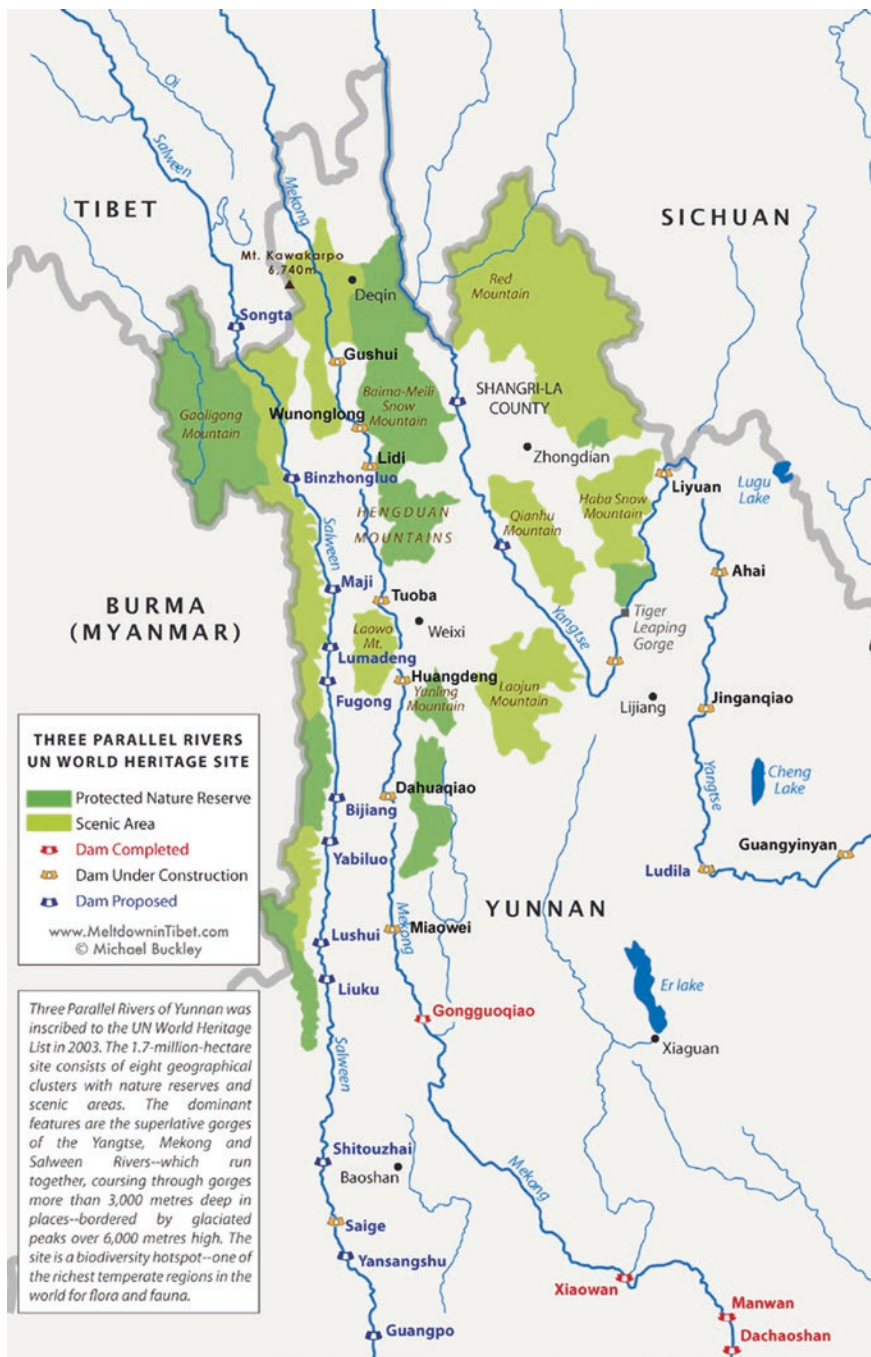 Oi
Salween
Mekong
TIBET
SICHUAN
Mt. Kawakarpo
6,740m
Deqin
Red
Mountain
Songta
Gushui
SHANGRI-LA
COUNTY
Baima-Meili
Snow
Mountain
Gaoligong
Mountain
Wunonglong
Zhongdian
Lidi
Liyuan
Lugu
Lake
Binzhongluo
Haba Snow
Mountain
Qianhu
Mountain
HENGDUAN
MOUNTAINS
Salween
Ahai
Maji
Tuoba
BURMA
(MYANMAR)
Tiger
Leaping
Gorge
Yangtse
Laowo
Mt.
Weixi
Lumadeng
Huangdeng
Fugong
Yanling
Mountain
Laojun
Mountain
Lijiang
Jinganqiao
THREE PARALLEL RIVERS
UN WORLD HERITAGE SITE
Protected Nature Reserve
Scenic Area
Dam Completed
Dam Under Construction
Dam Proposed
www.MeltdowninTibet.com
© Michael Buckley
Yangtse
Cheng
Lake
Dahuaqiao
Bijiang
Yabiluo
Guangyinyan
Ludila
YUNNAN
Mekong
Miaowei
Lushui
Liuku
Er lake
Gongguoqiao
Xiaguan
Salween
Three Parallel Rivers of Yunnan was
inscribed to the UN World Heritage
List in 2003. The 1.7-million-hectare
site consists of eight geographical
clusters with nature reserves and
scenic areas. The dominant
features are the superlative gorges
of the Yangtse, Mekong and
Salween Rivers--which run
together, coursing through gorges
more than 3,000 metres deep in
places--bordered by glaciated
peaks over 6,000 metres high. The
site is a biodiversity hotspot--one of
the richest temperate regions in the
world for flora and fauna.
Shitouzhai
Baoshan
Mekong
Saige
Yansangshu
Xiaowan
Manwan
Guangpo
Dachaoshan